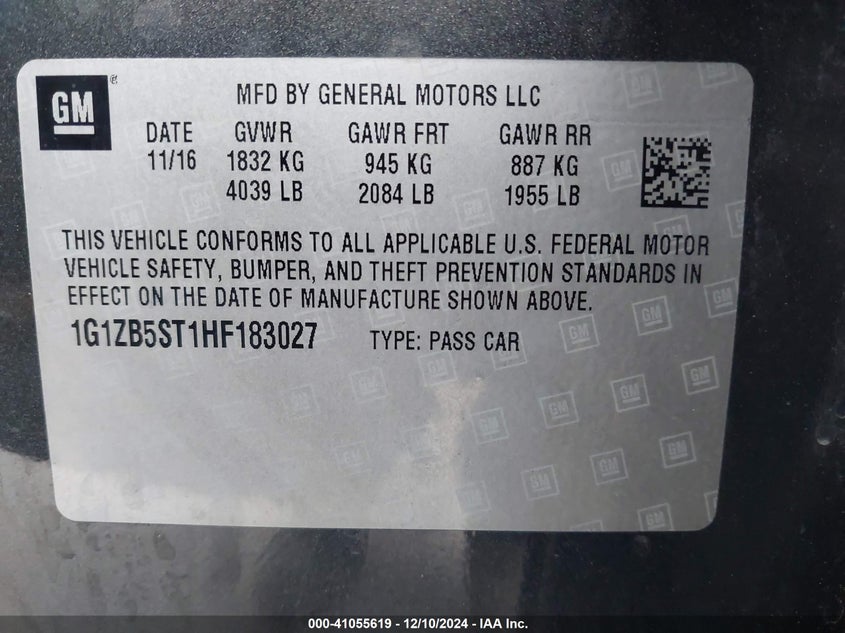 GM
®
MFD BY GENERAL MOTORS LLC
DATE GVWR GAWR FRT GAWR RR
11/16 1832 KG 945 KG 887 KG
4039 LB 2084 LB 1955 LB
THIS VEHICLE CONFORMS TO ALL APPLICABLE U.S. FEDERAL MOTOR
VEHICLE SAFETY, BUMPER, AND THEFT PREVENTION STANDARDS IN
EFFECT ON THE DATE OF MANUFACTURE SHOWN ABOVE.
1G1ZB5ST1HF183027 TYPE: PASS CAR
000-41055619 - 12/10/2024 - IAA Inc.